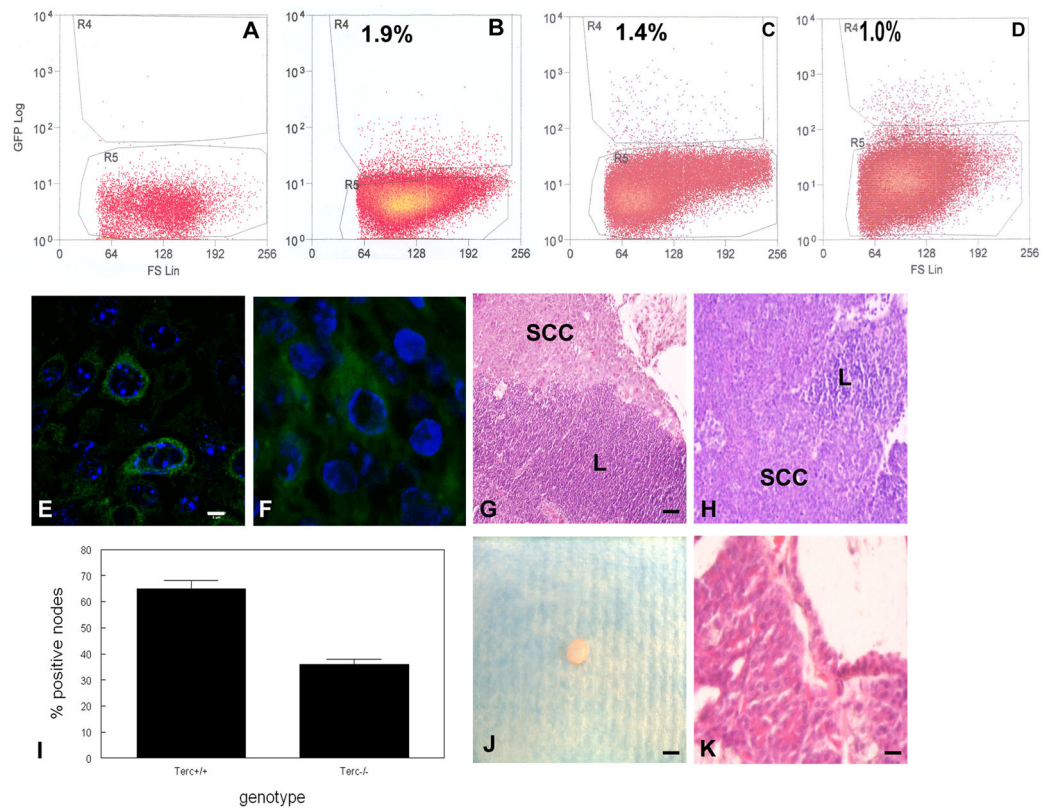 A
B
C
D
R4
1.9%
R4
1.4%
R4
1.0%
GFP Log
10⁴
10³
10²
10¹
10⁰
R5
0 64 128 192 256
FS Lin
10⁴
10³
10²
10¹
10⁰
R5
0 64 128 192 256
10⁴
10³
10²
10¹
10⁰
R5
0 64 128 192 256
10⁴
10³
10²
10¹
10⁰
R5
0 64 128 192 256
FS Lin
E
F
SCC
L
G
L
SCC
H
% positive nodes
80
70
60
50
40
30
20
10
0
Terc+/+ Terc-/-
genotype
I
J
K